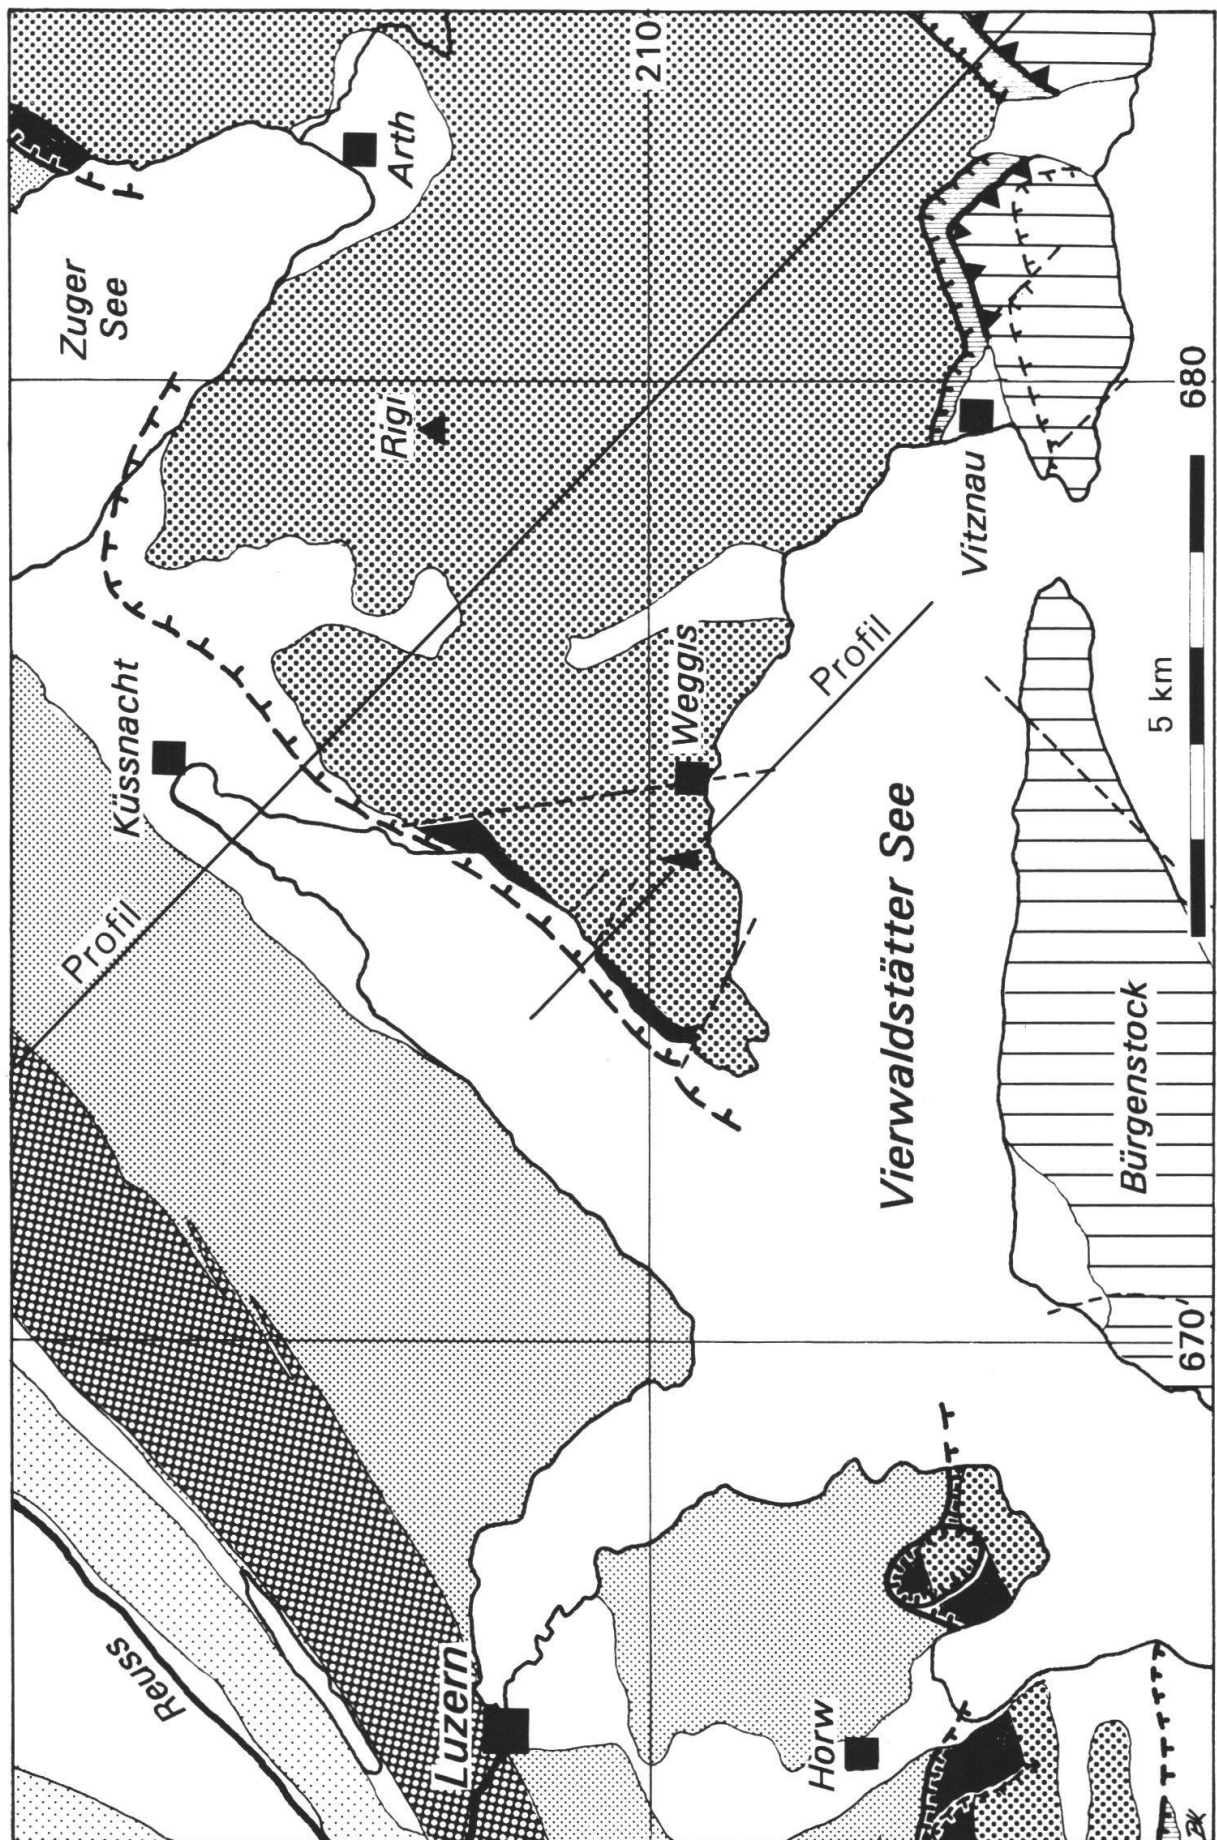 Zuger
See
Arth
210
Rigi
680
Küssnacht
Weggis
Vitznau
Profil
5 km
Profil
Vierwaldstätter See
Bürgenstock
670
Reuss
Luzern
Horw